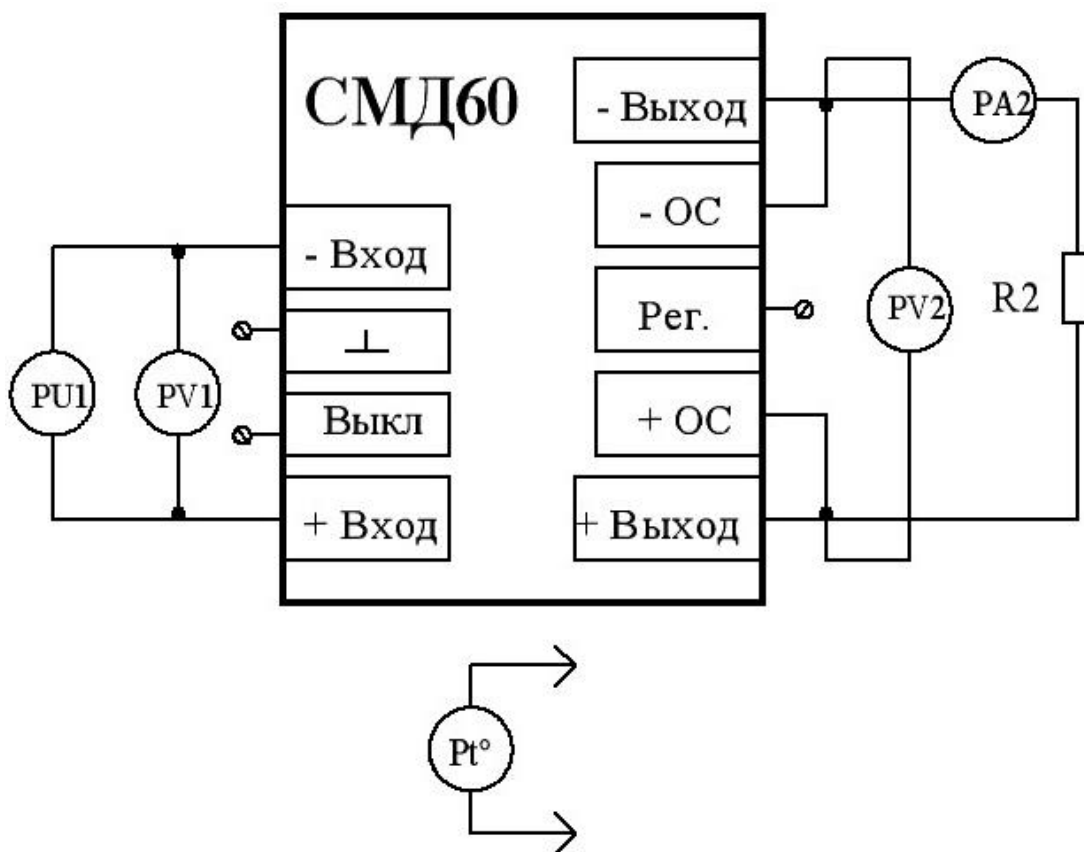 СМД60
- Выход
- ОС
Рег.
+ ОС
+ Выход
- Вход
⊥
Выкл
+ Вход
PU1
PV1
PA2
PV2
R2
Pt°